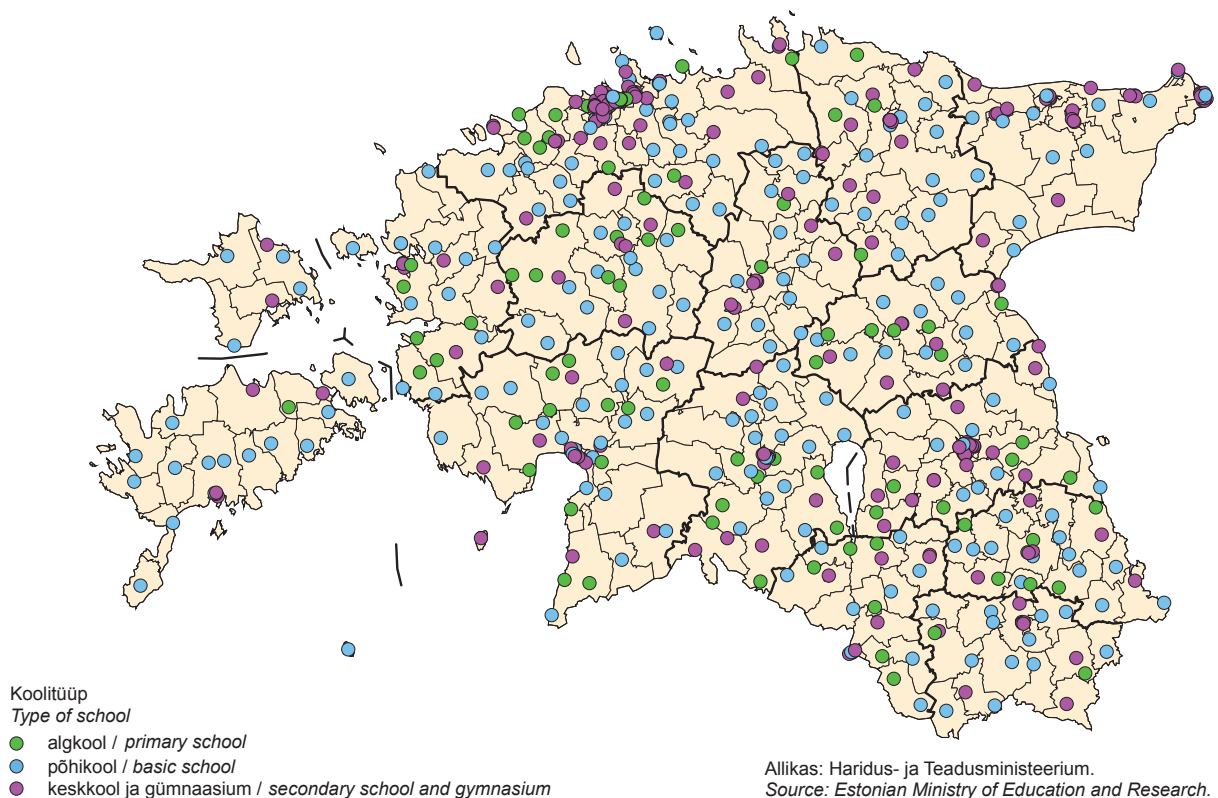 Koolitüüp
Type of school
algkool / primary school
põhikool / basic school
keskkool ja gümnaasium / secondary school and gymnasium
Allikas: Haridus- ja Teadusministeerium.
Source: Estonian Ministry of Education and Research.